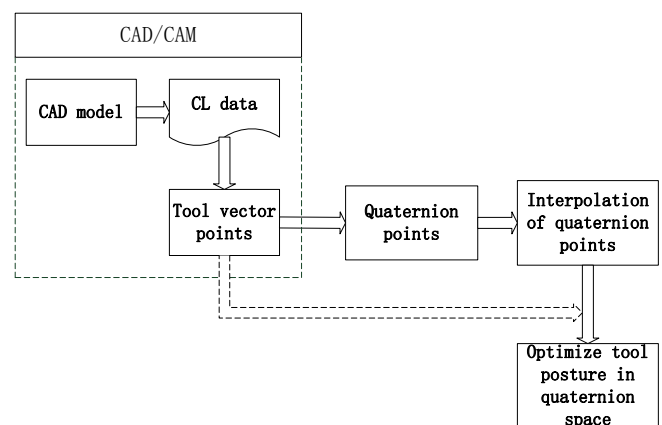 CAD/CAM
CAD model
CL data
Tool vector
points
Quaternion
points
Interpolation
of quaternion
points
Optimize tool
posture in
quaternion
space